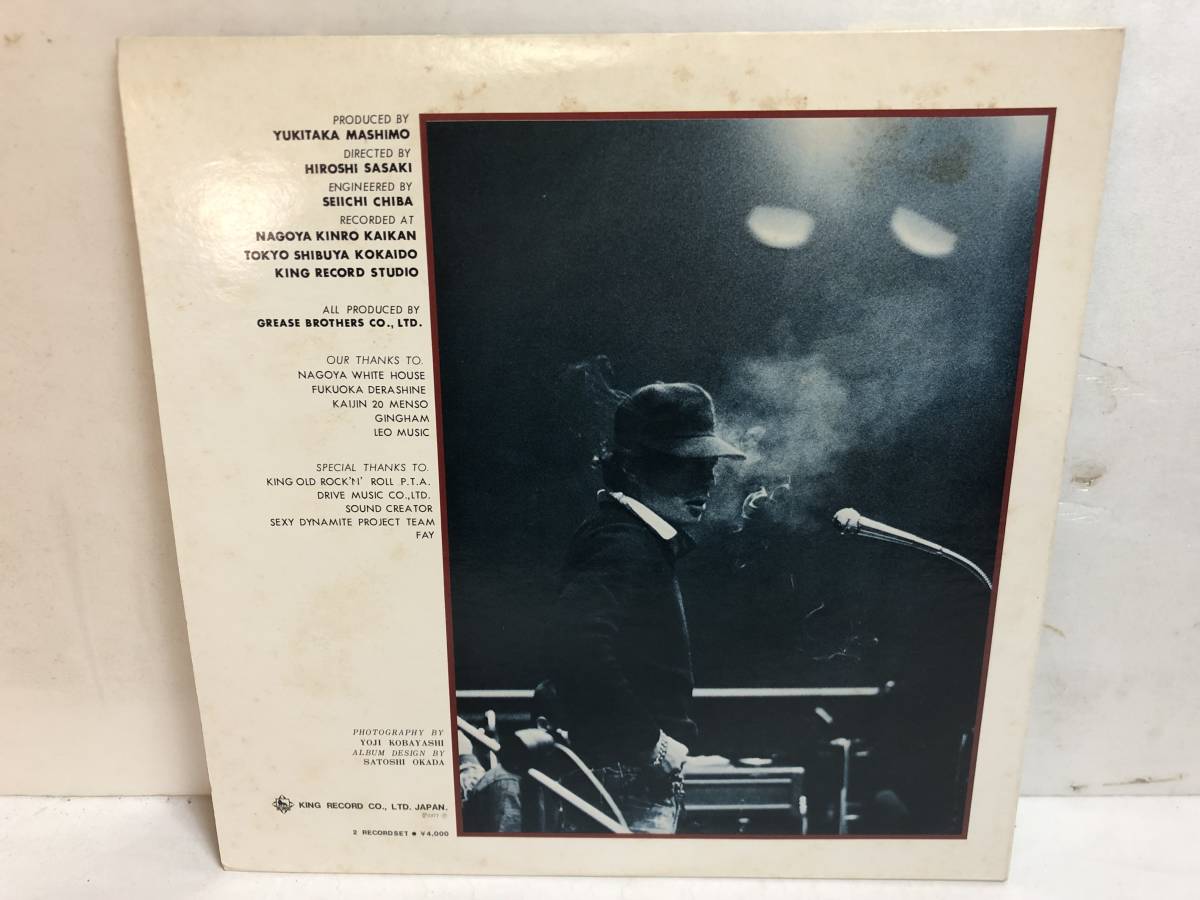 PRODUCED BY
YUKITAKA MASHIMO
DIRECTED BY
HIROSHI SASAKI
ENGINEERED BY
SEIICHI CHIBA
RECORDED AT
NAGOYA KINRO KAIKAN
TOKYO SHIBUYA KOKAIDO
KING RECORD STUDIO
ALL PRODUCED BY
GREASE BROTHERS CO., LTD.
OUR THANKS TO.
NAGOYA WHITE HOUSE
FUKUOKA DERASHINE
KAIJIN 20 MENSO
GINGHAM
LEO MUSIC
SPECIAL THANKS TO.
KING OLD ROCK'N' ROLL P.T.A.
DRIVE MUSIC CO.,LTD.
SOUND CREATOR
SEXY DYNAMITE PROJECT TEAM
FAY
PHOTOGRAPHY BY
YOJI KOBAYASHI
ALBUM DESIGN BY
SATOSHI OKADA
KING RECORD CO., LTD. JAPAN.
℗1977
2 RECORDSET ● ¥4,000